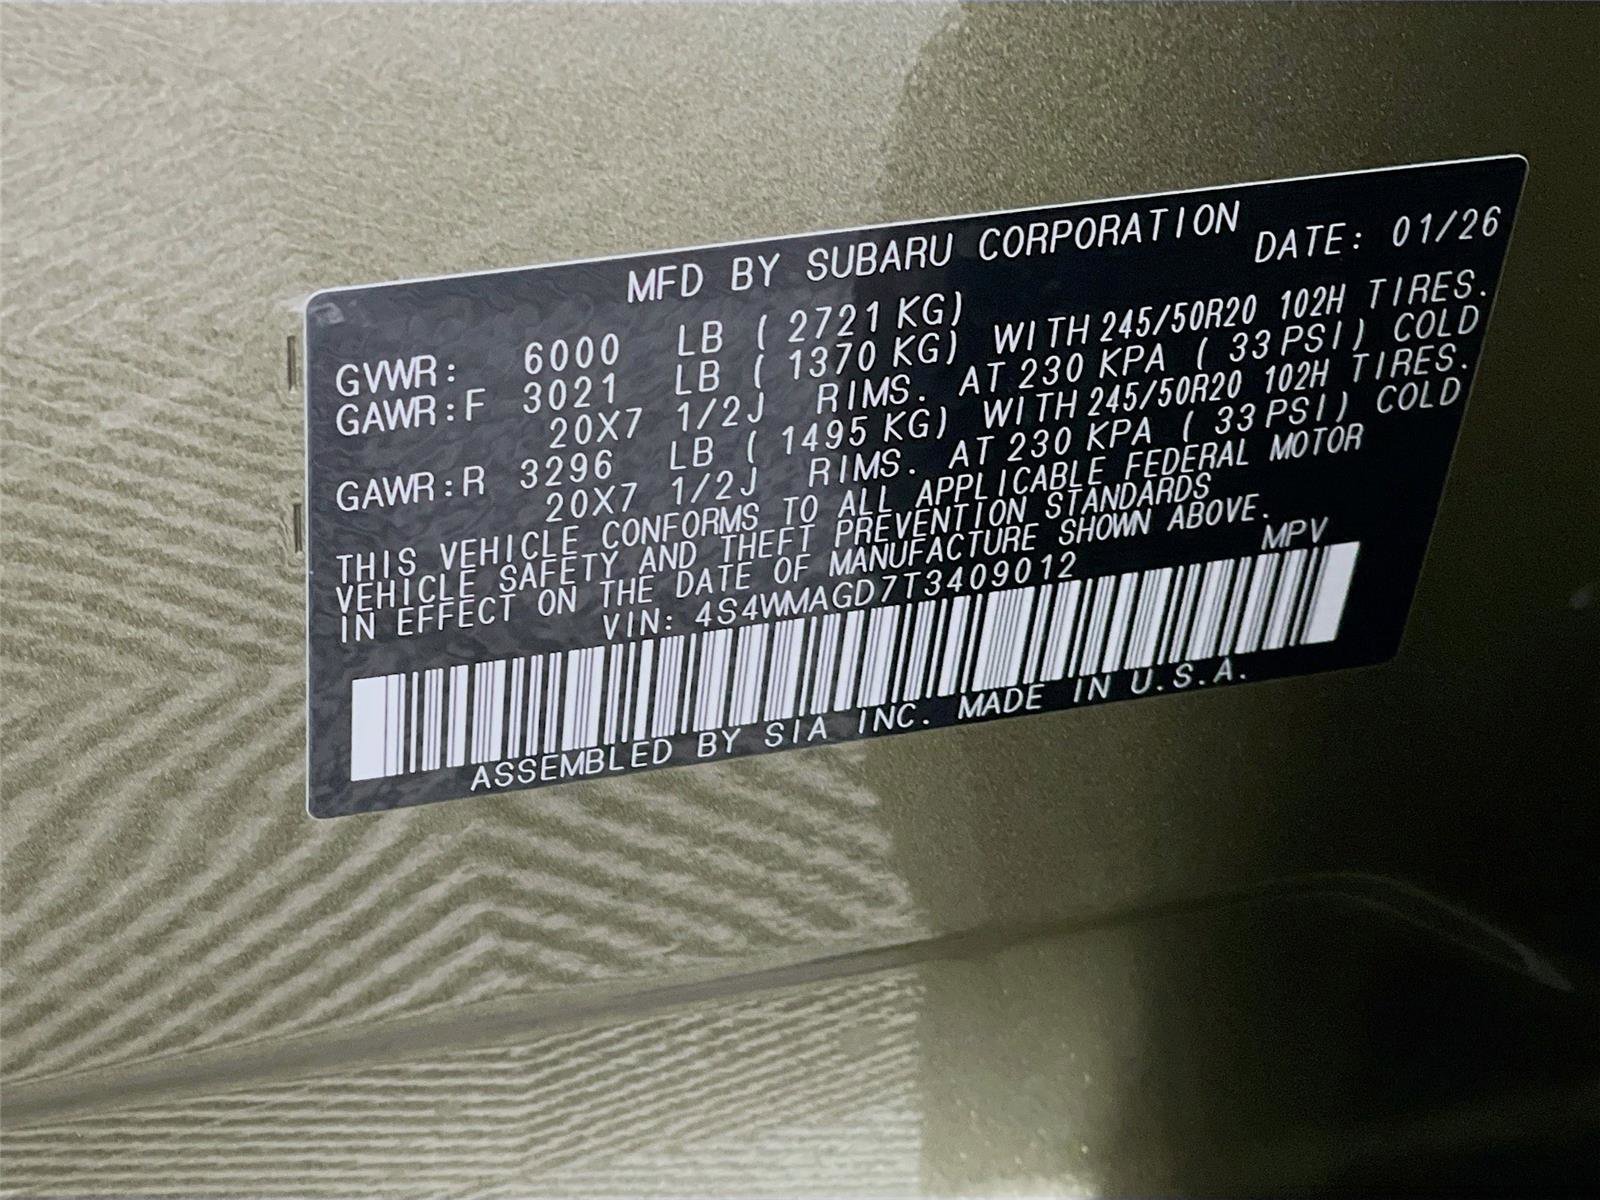 MFD BY SUBARU CORPORATION
DATE: 01/26
GVWR: 6000 LB ( 2721 KG)
GAWR:F 3021 LB ( 1370 KG) WITH 245/50R20 102H TIRES.
20X7 1/2J RIMS. AT 230 KPA ( 33 PSI) COLD
GAWR:R 3296 LB ( 1495 KG) WITH 245/50R20 102H TIRES.
20X7 1/2J RIMS. AT 230 KPA ( 33 PSI) COLD
THIS VEHICLE CONFORMS TO ALL APPLICABLE FEDERAL MOTOR
VEHICLE SAFETY AND THEFT PREVENTION STANDARDS
IN EFFECT ON THE DATE OF MANUFACTURE SHOWN ABOVE.
VIN: 4S4WMAGD7T3409012 MPV
ASSEMBLED BY SIA INC. MADE IN U.S.A.